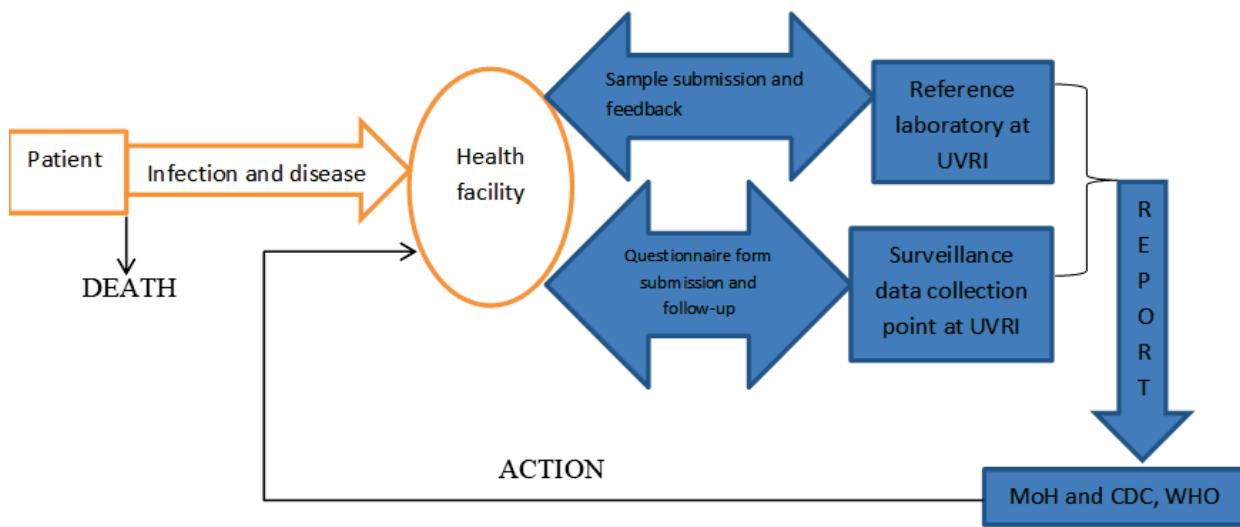 Patient
Infection and disease
DEATH
Health
facility
Sample submission and
feedback
Reference
laboratory at
UVRI
Questionnaire form
submission and
follow-up
Surveillance
data collection
point at UVRI
R
E
P
O
R
T
MoH and CDC, WHO
ACTION